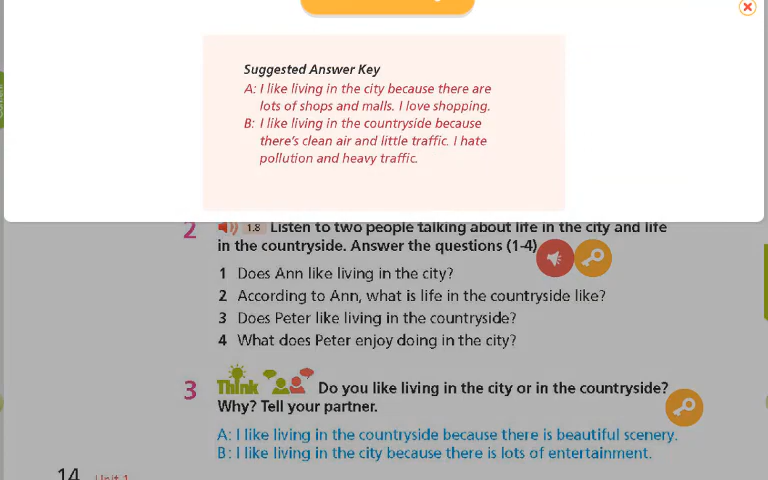 Suggested Answer Key
A: I like living in the city because there are
lots of shops and malls. I love shopping.
B: I like living in the countryside because
there's clean air and little traffic. I hate
pollution and heavy traffic.
2 1.8 Listen to two people talking about life in the city and life
in the countryside. Answer the questions (1-4)
1 Does Ann like living in the city?
2 According to Ann, what is life in the countryside like?
3 Does Peter like living in the countryside?
4 What does Peter enjoy doing in the city?
3 Think Do you like living in the city or in the countryside?
Why? Tell your partner.
A: I like living in the countryside because there is beautiful scenery.
B: I like living in the city because there is lots of entertainment.
14 Unit 1